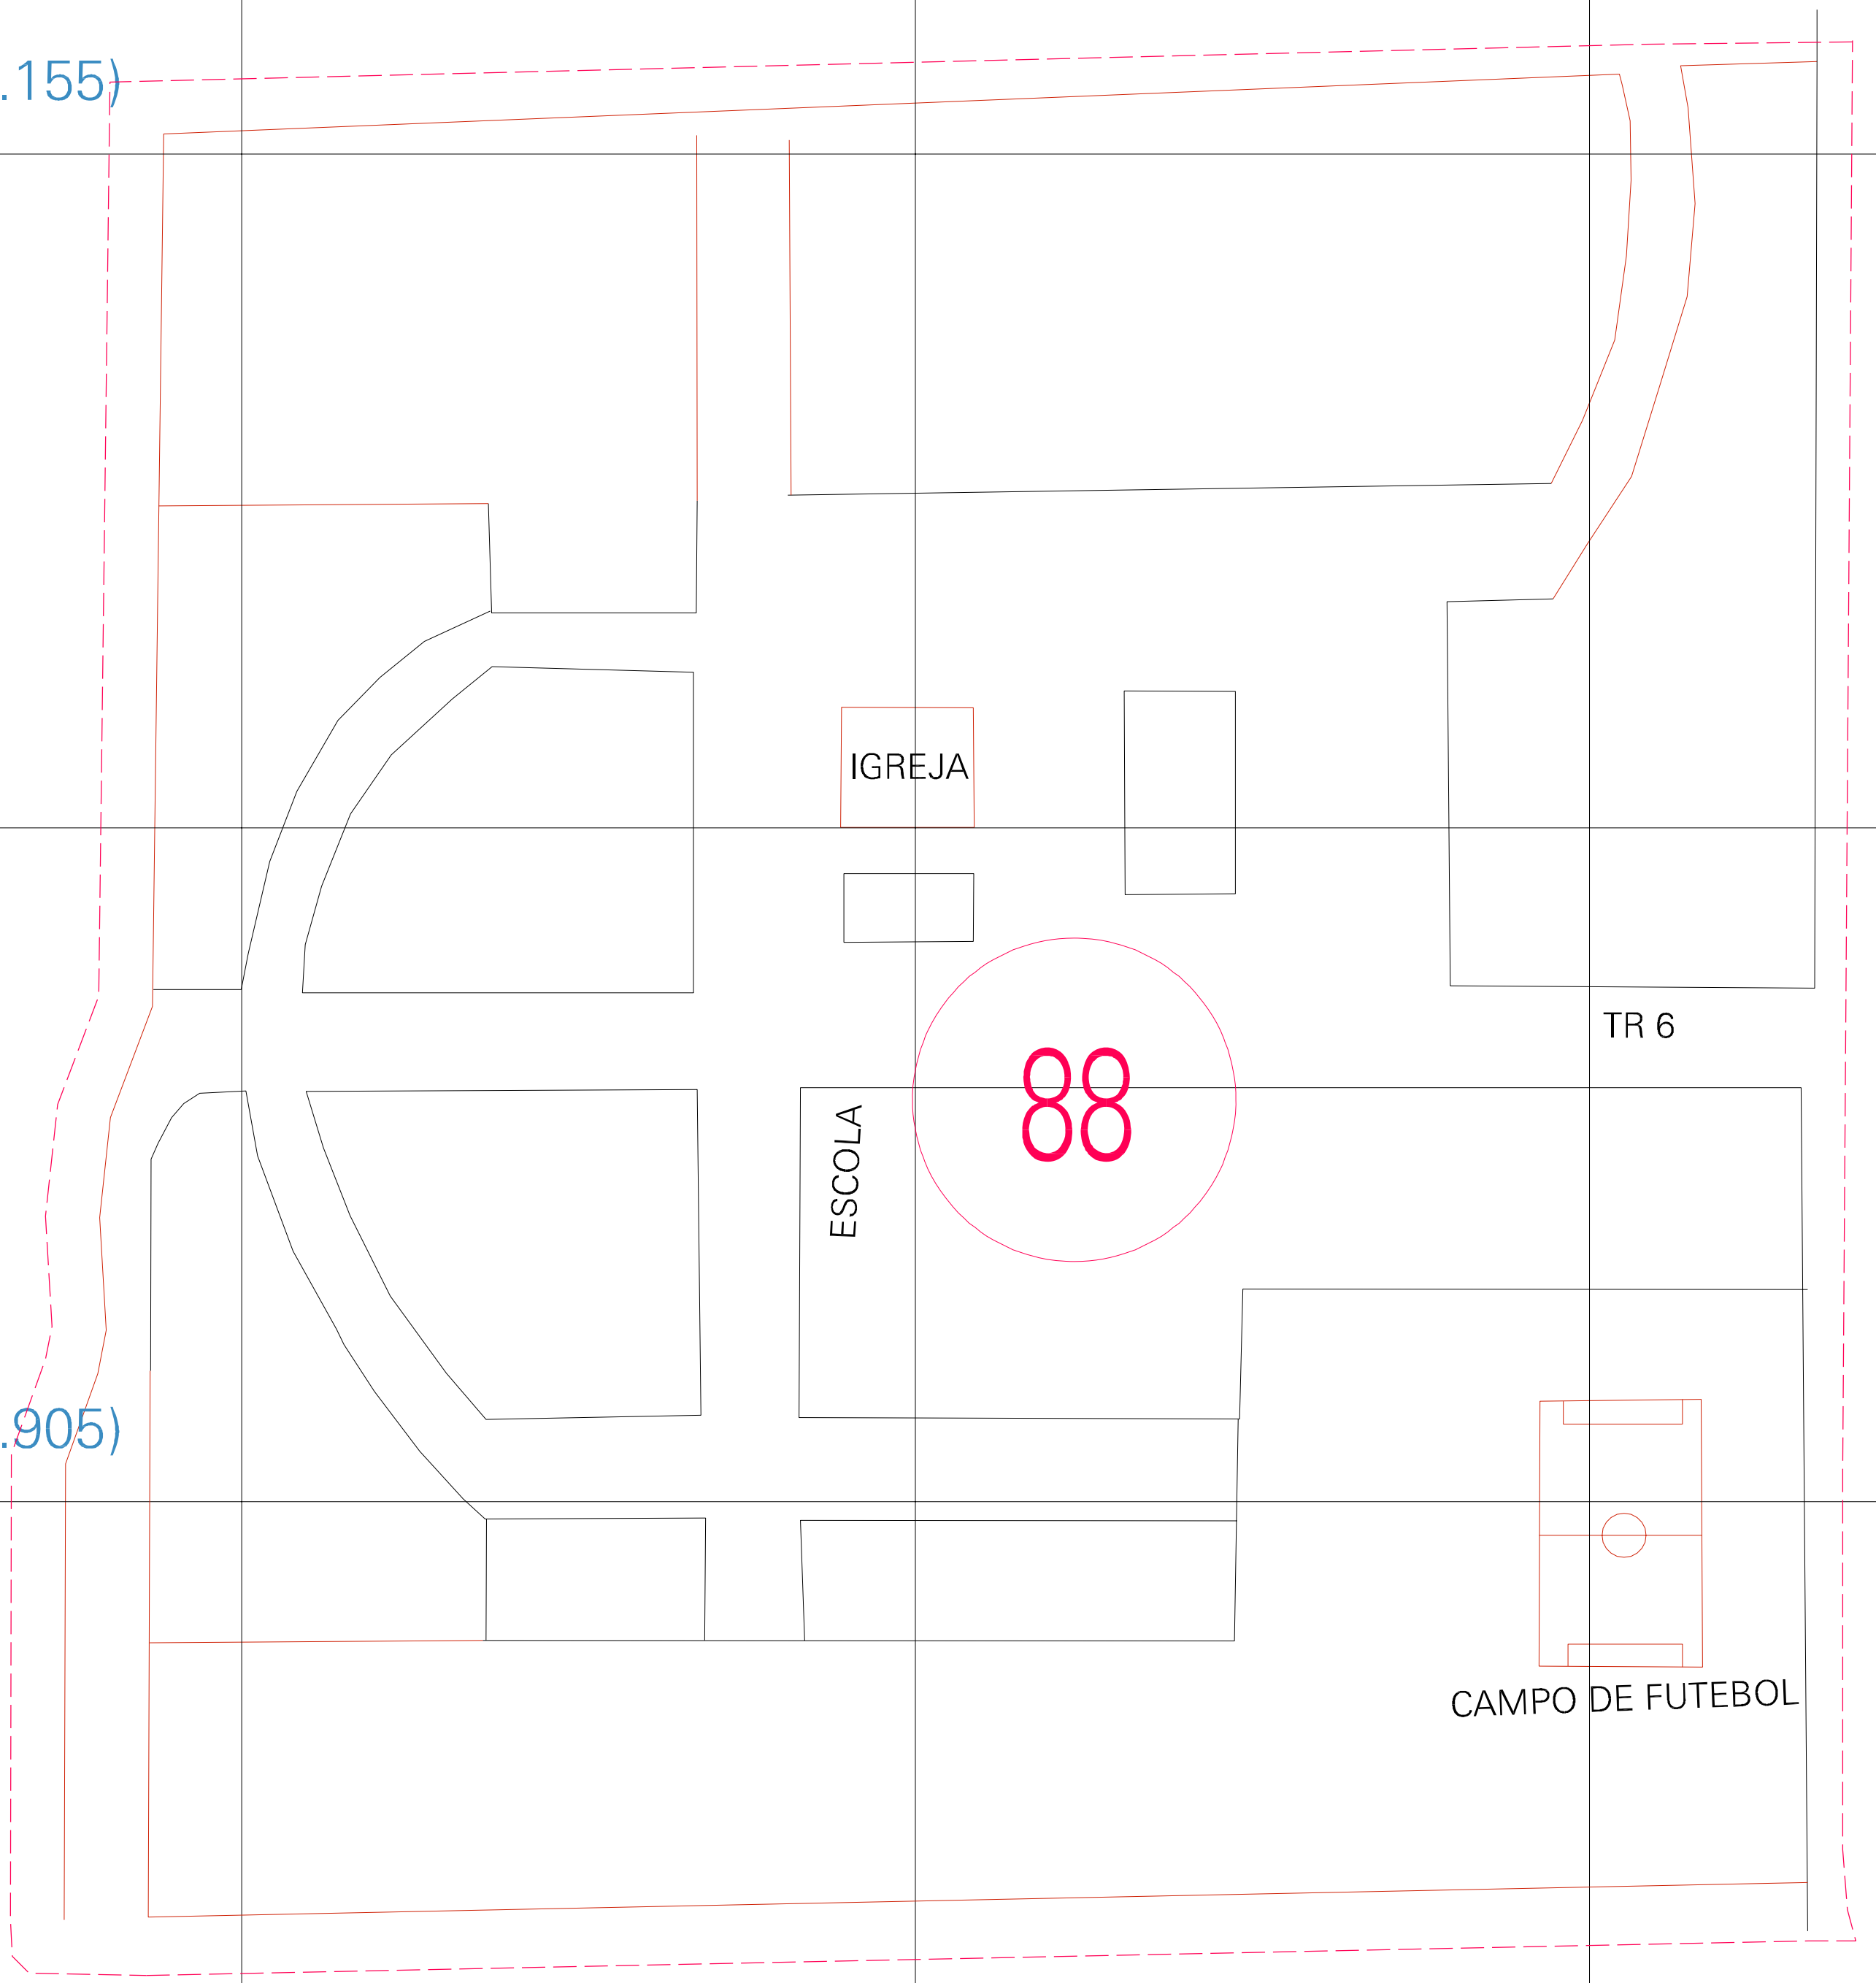 .155)
IGREJA
TR 6
88
ESCOLA
.905)
CAMPO DE FUTEBOL